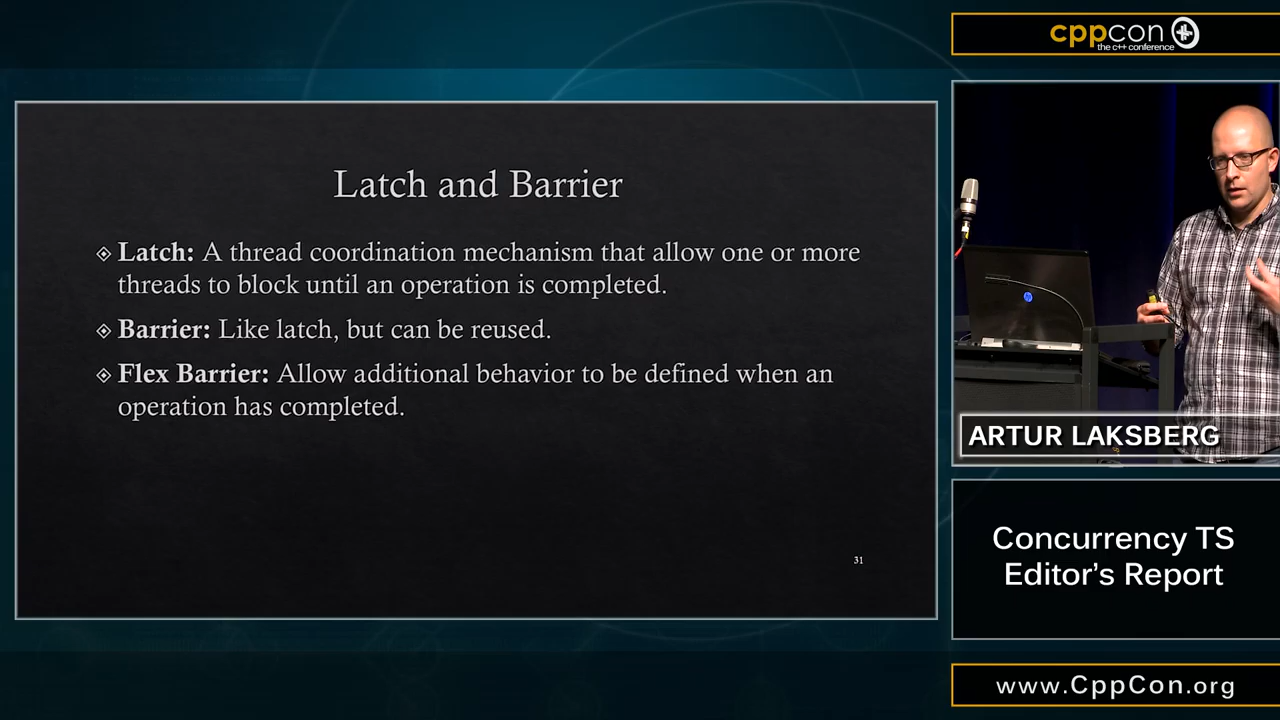 cppcon
the c++ conference
Latch and Barrier
Latch: A thread coordination mechanism that allow one or more
threads to block until an operation is completed.
Barrier: Like latch, but can be reused.
Flex Barrier: Allow additional behavior to be defined when an
operation has completed.
31
ARTUR LAKSBERG
Concurrency TS
Editor's Report
www.CppCon.org